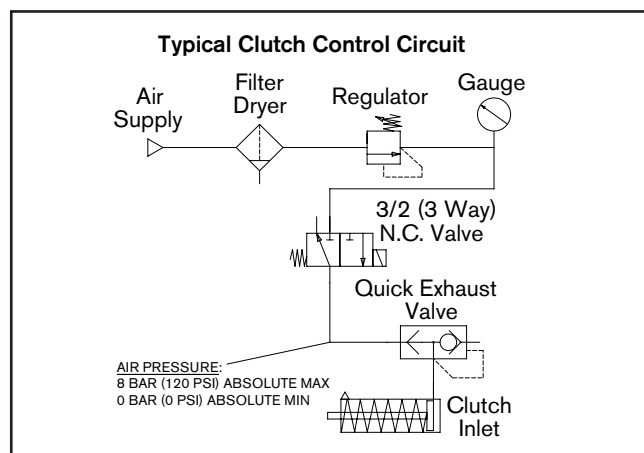 Typical Clutch Control Circuit
Air
Supply
Filter
Dryer
Regulator
Gauge
3/2 (3 Way)
N.C. Valve
Quick Exhaust
Valve
AIR PRESSURE:
8 BAR (120 PSI) ABSOLUTE MAX
0 BAR (0 PSI) ABSOLUTE MIN
Clutch
Inlet